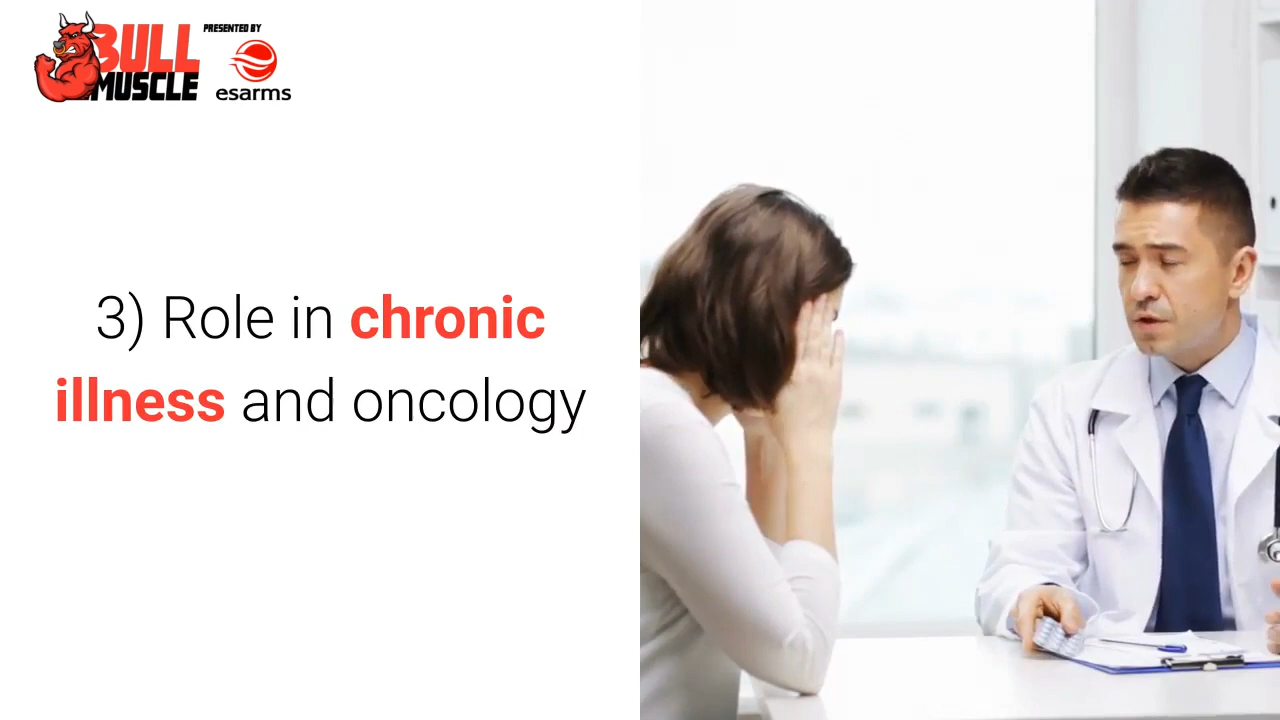 BULL
MUSCLE
PRESENTED BY
esarms
3) Role in chronic
illness and oncology